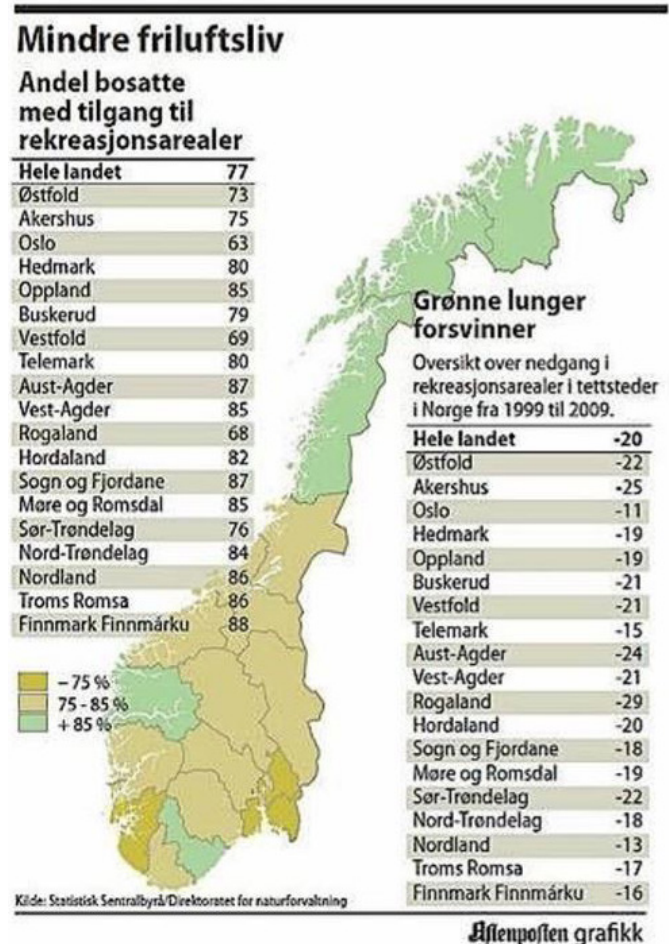 Mindre friluftsliv
Andel bosatte
med tilgang til
rekreasjonsarealer
Hele landet 77
Østfold 73
Akershus 75
Oslo 63
Hedmark 80
Oppland 85
Buskerud 79
Vestfold 69
Telemark 80
Aust-Agder 87
Vest-Agder 85
Rogaland 68
Hordaland 82
Sogn og Fjordane 87
Møre og Romsdal 85
Sør-Trøndelag 76
Nord-Trøndelag 84
Nordland 86
Troms Romsa 86
Finnmark Finnmárku 88
– 75 %
75 - 85 %
+ 85 %
Grønne lunger
forsvinner
Oversikt over nedgang i
rekreasjonsarealer i tettsteder
i Norge fra 1999 til 2009.
Hele landet -20
Østfold -22
Akershus -25
Oslo -11
Hedmark -19
Oppland -19
Buskerud -21
Vestfold -21
Telemark -15
Aust-Agder -24
Vest-Agder -21
Rogaland -29
Hordaland -20
Sogn og Fjordane -18
Møre og Romsdal -19
Sør-Trøndelag -22
Nord-Trøndelag -18
Nordland -13
Troms Romsa -17
Finnmark Finnmárku -16
Kilde: Statistisk Sentralbyrå/Direktoratet for naturforvaltning
Aftenposten grafikk